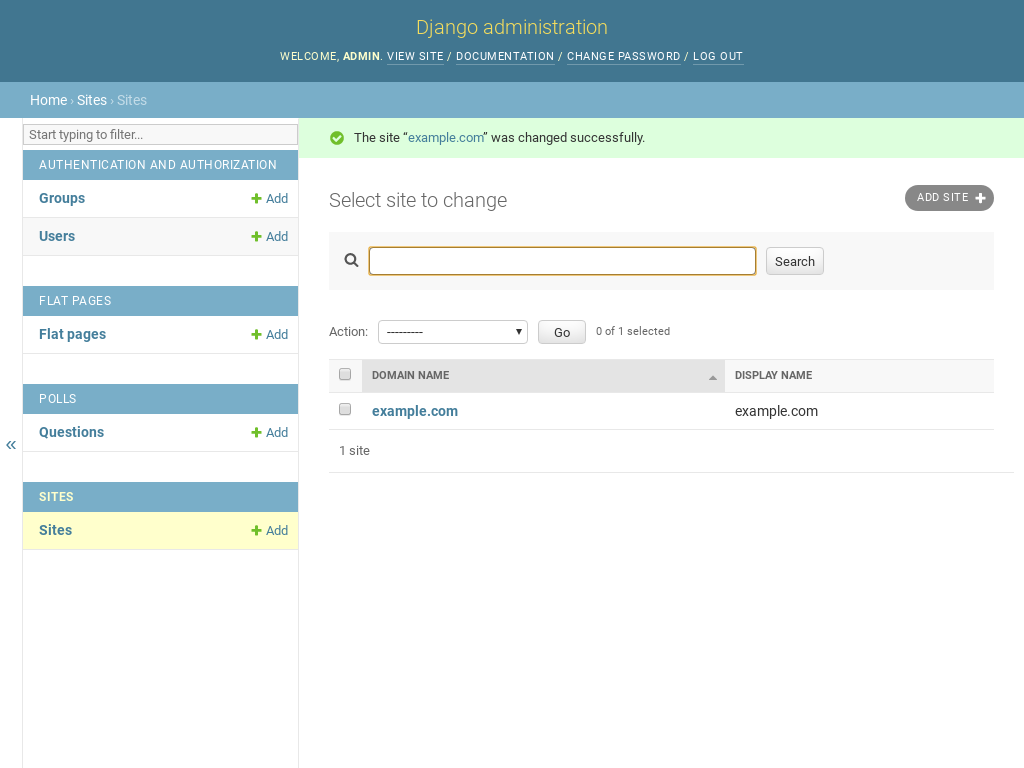 Django administration
WELCOME, ADMIN. VIEW SITE / DOCUMENTATION / CHANGE PASSWORD / LOG OUT
Home › Sites › Sites
Start typing to filter...
AUTHENTICATION AND AUTHORIZATION
Groups Add
Users Add
FLAT PAGES
Flat pages Add
POLLS
Questions Add
SITES
Sites Add
«
The site “example.com” was changed successfully.
Select site to change
ADD SITE
Search
Action: --------- Go 0 of 1 selected
DOMAIN NAME DISPLAY NAME
example.com example.com
1 site